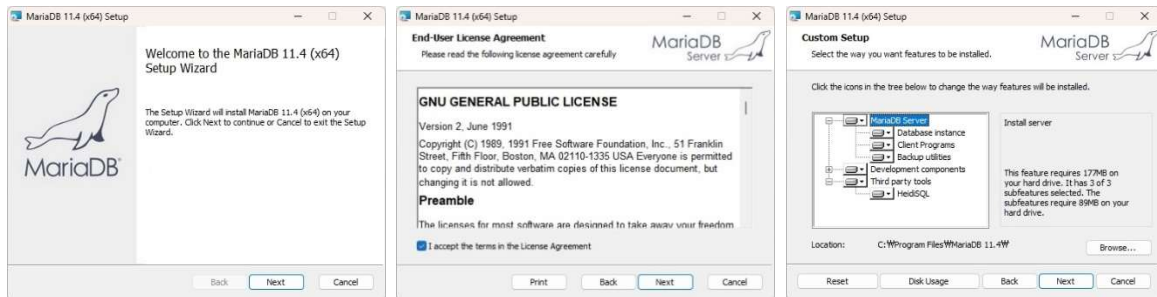 MariaDB 11.4 (x64) Setup
Welcome to the MariaDB 11.4 (x64)
Setup Wizard
The Setup Wizard will install MariaDB 11.4 (x64) on your
computer. Click Next to continue or Cancel to exit the Setup
Wizard.
MariaDB
Back Next Cancel
MariaDB 11.4 (x64) Setup
End-User License Agreement
Please read the following license agreement carefully
MariaDB
Server
GNU GENERAL PUBLIC LICENSE
Version 2, June 1991
Copyright (C) 1989, 1991 Free Software Foundation, Inc., 51 Franklin
Street, Fifth Floor, Boston, MA 02110-1335 USA Everyone is permitted
to copy and distribute verbatim copies of this license document, but
changing it is not allowed.
Preamble
The licenses for most software are designed to take away your freedom
I accept the terms in the License Agreement
Print Back Next Cancel
MariaDB 11.4 (x64) Setup
Custom Setup
Select the way you want features to be installed.
MariaDB
Server
Click the icons in the tree below to change the way features will be installed.
MariaDB Server
Database instance
Client Programs
Backup utilities
Development components
Third party tools
HeidiSQL
Install server
This feature requires 177MB on
your hard drive. It has 3 of 3
subfeatures selected. The
subfeatures require 89MB on your
hard drive.
Location: C:₩Program Files₩MariaDB 11.4₩
Browse...
Reset Disk Usage Back Next Cancel